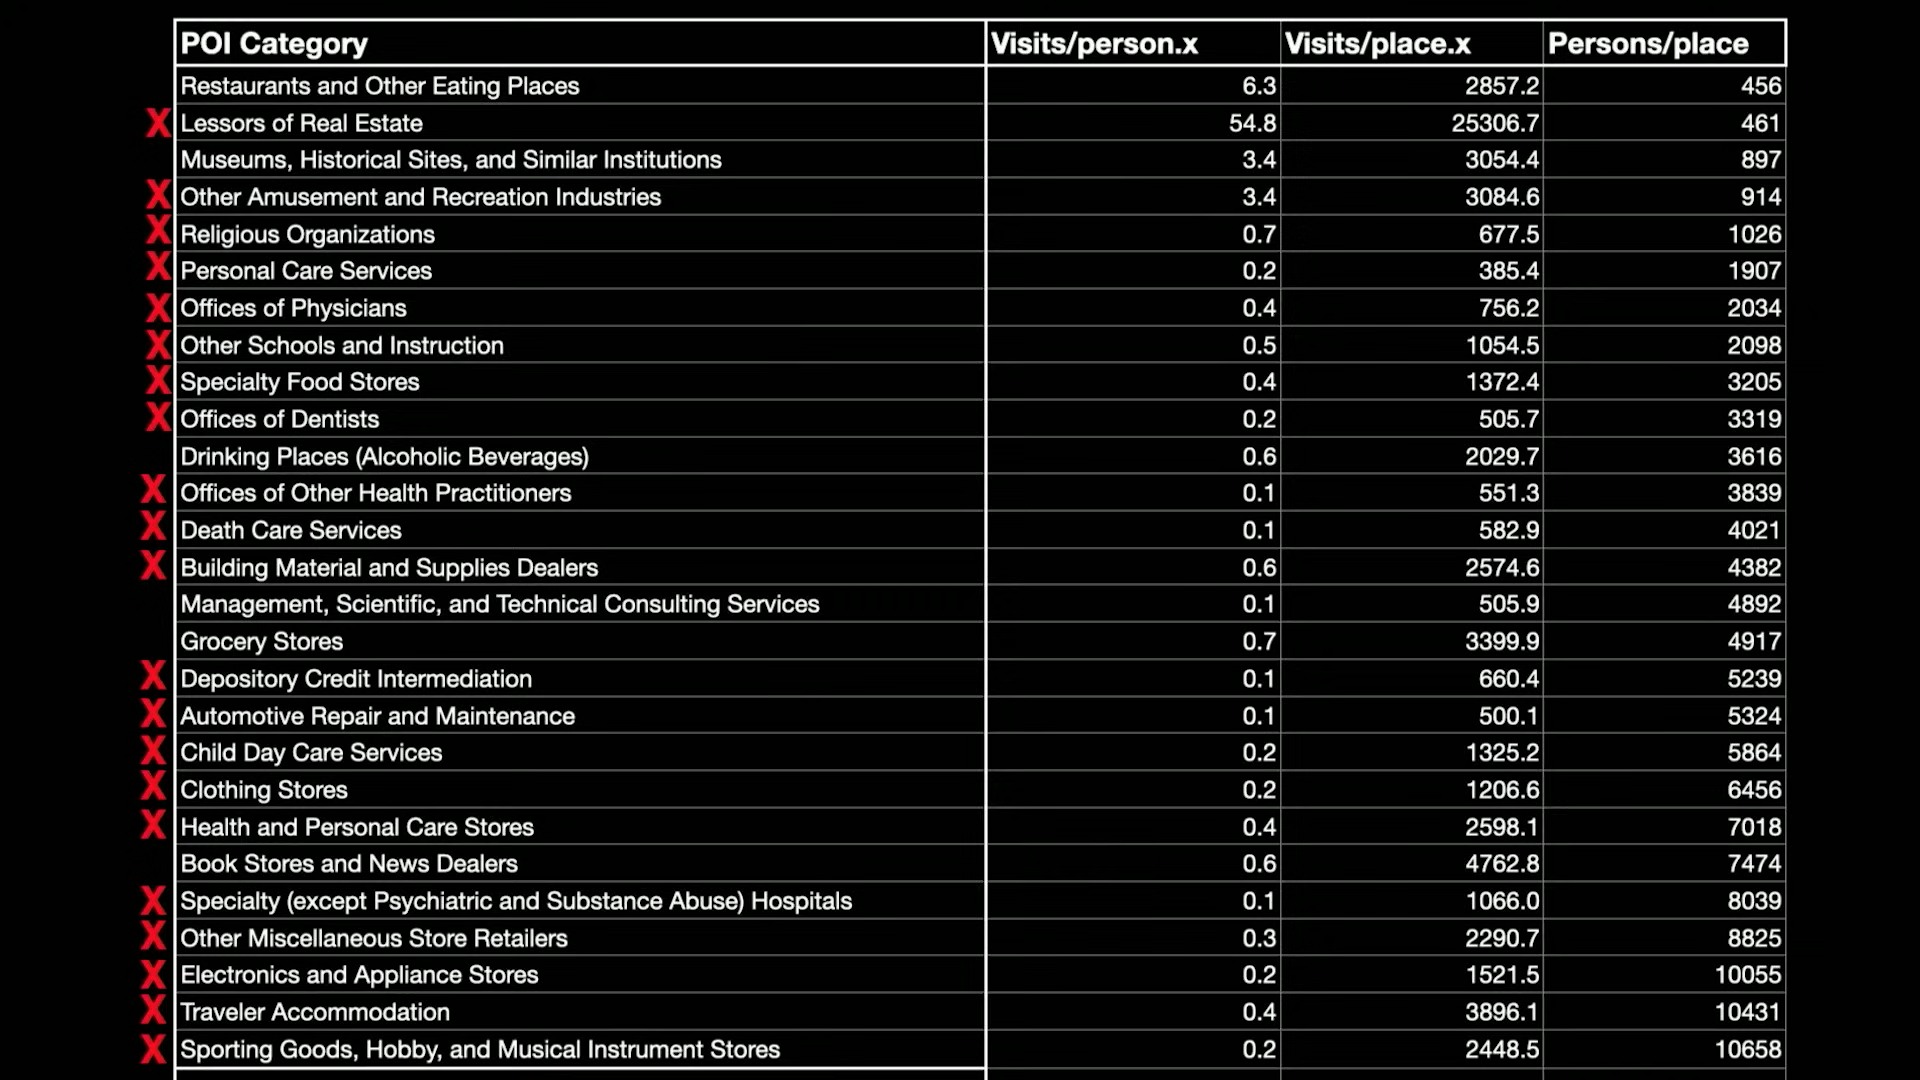 POI Category Visits/person.x Visits/place.x Persons/place
Restaurants and Other Eating Places 6.3 2857.2 456
X Lessors of Real Estate 54.8 25306.7 461
Museums, Historical Sites, and Similar Institutions 3.4 3054.4 897
X Other Amusement and Recreation Industries 3.4 3084.6 914
X Religious Organizations 0.7 677.5 1026
X Personal Care Services 0.2 385.4 1907
X Offices of Physicians 0.4 756.2 2034
X Other Schools and Instruction 0.5 1054.5 2098
X Specialty Food Stores 0.4 1372.4 3205
X Offices of Dentists 0.2 505.7 3319
Drinking Places (Alcoholic Beverages) 0.6 2029.7 3616
X Offices of Other Health Practitioners 0.1 551.3 3839
X Death Care Services 0.1 582.9 4021
X Building Material and Supplies Dealers 0.6 2574.6 4382
Management, Scientific, and Technical Consulting Services 0.1 505.9 4892
Grocery Stores 0.7 3399.9 4917
X Depository Credit Intermediation 0.1 660.4 5239
X Automotive Repair and Maintenance 0.1 500.1 5324
X Child Day Care Services 0.2 1325.2 5864
X Clothing Stores 0.2 1206.6 6456
X Health and Personal Care Stores 0.4 2598.1 7018
Book Stores and News Dealers 0.6 4762.8 7474
X Specialty (except Psychiatric and Substance Abuse) Hospitals 0.1 1066.0 8039
X Other Miscellaneous Store Retailers 0.3 2290.7 8825
X Electronics and Appliance Stores 0.2 1521.5 10055
X Traveler Accommodation 0.4 3896.1 10431
X Sporting Goods, Hobby, and Musical Instrument Stores 0.2 2448.5 10658